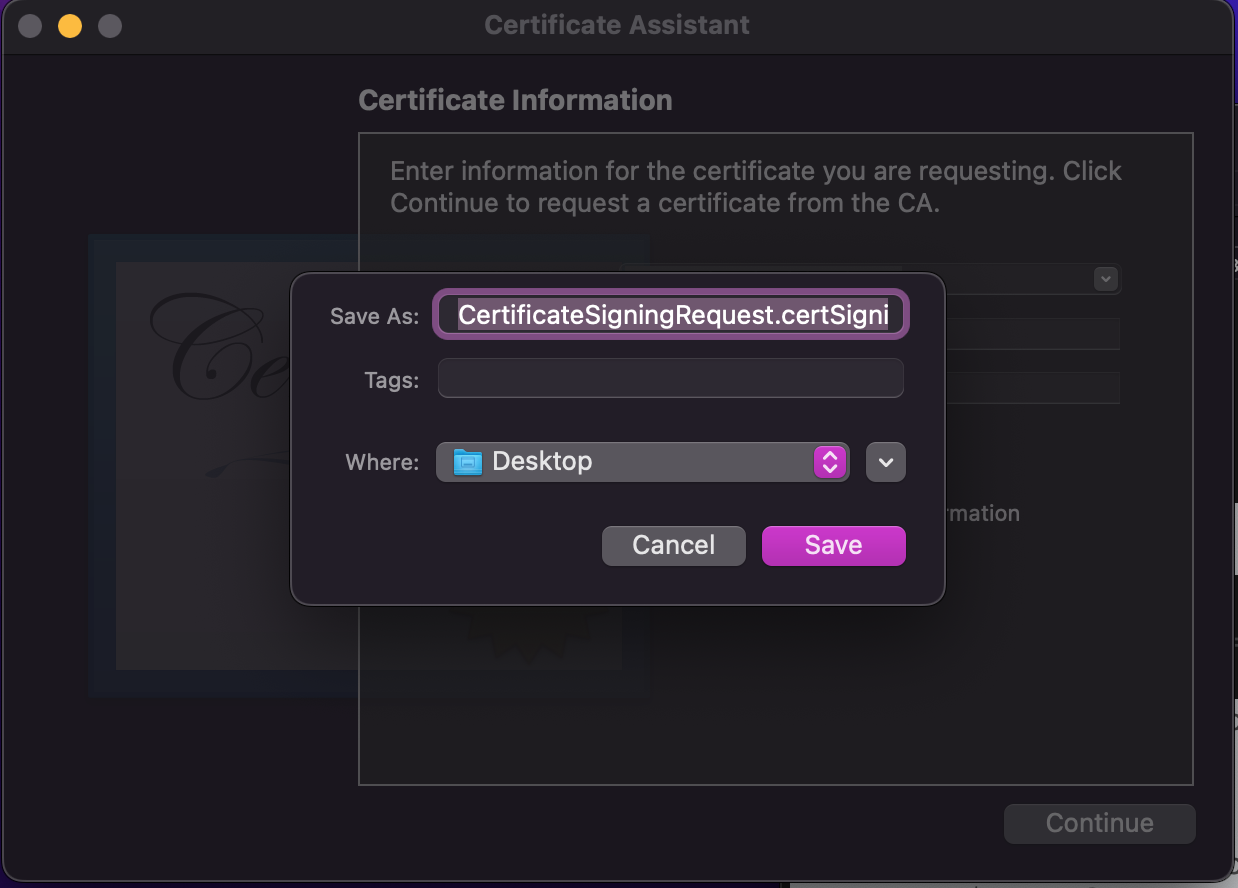 Certificate Assistant
Certificate Information
Enter information for the certificate you are requesting. Click
Continue to request a certificate from the CA.
Save As: CertificateSigningRequest.certSigni
Tags:
Where: Desktop
Cancel Save
rmation
Ce
Continue